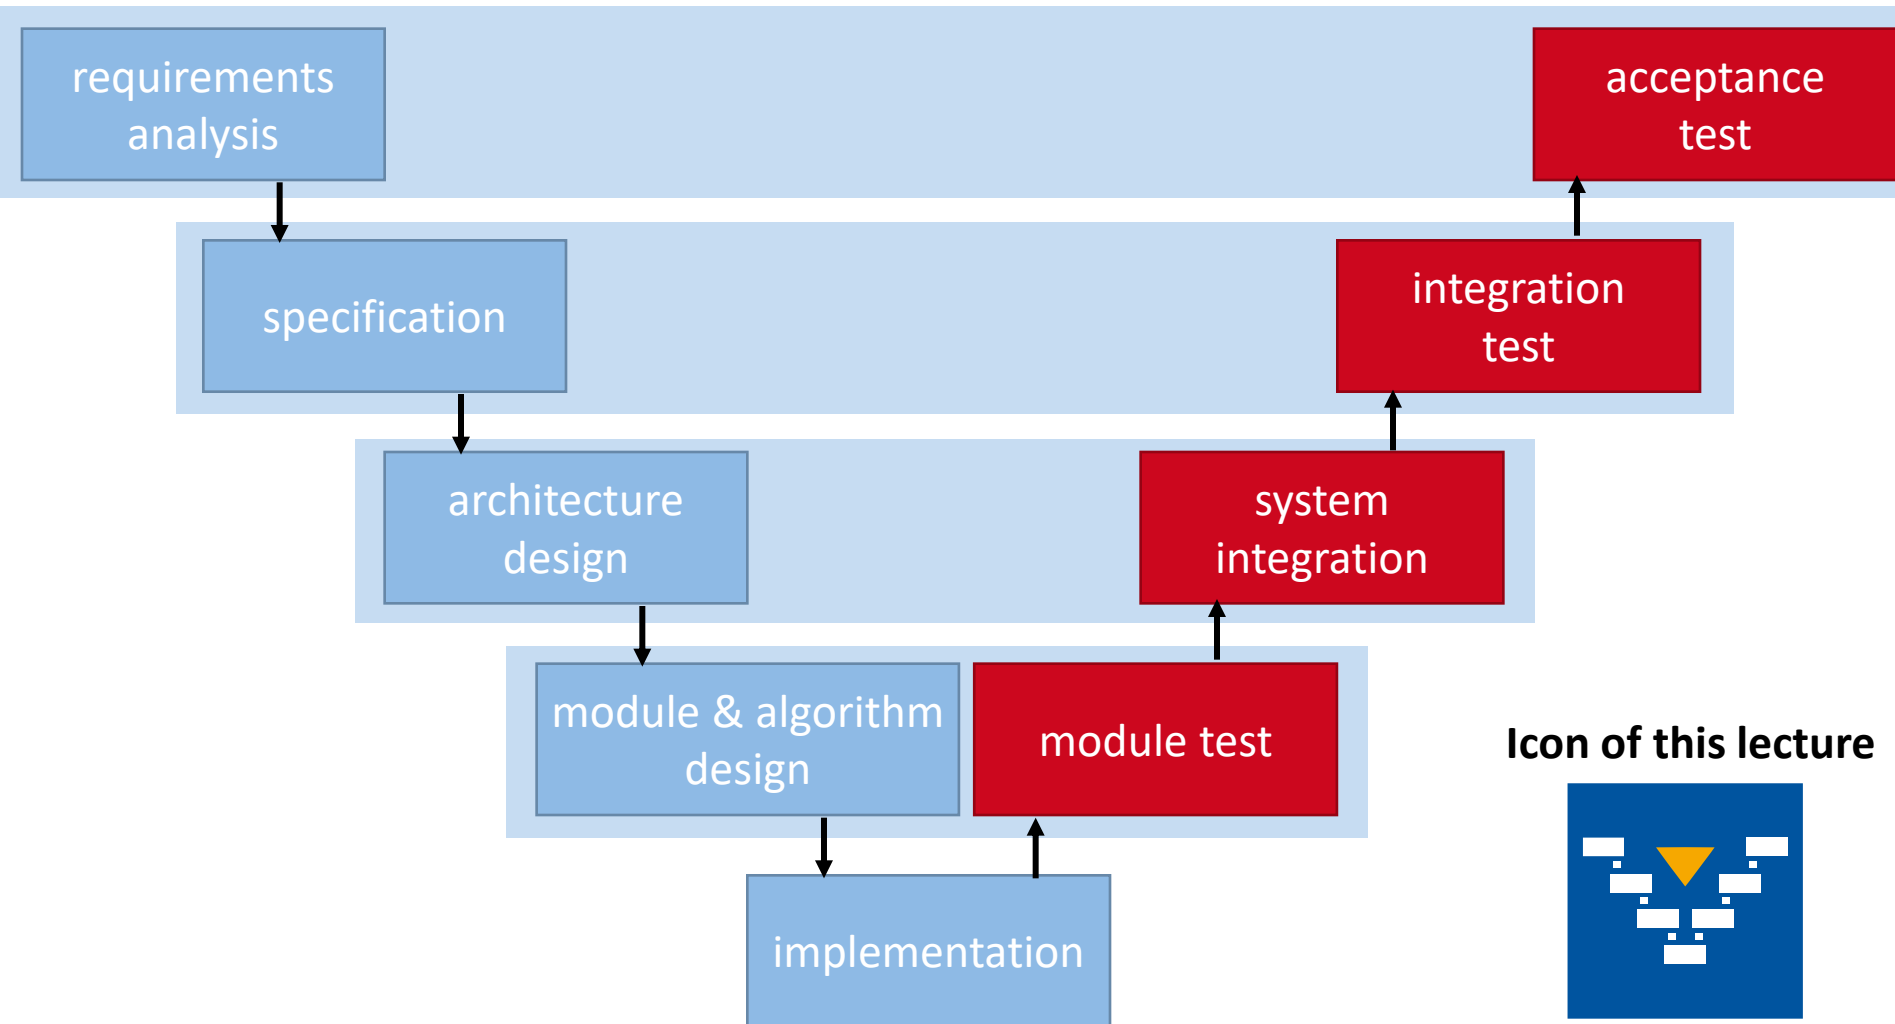 requirements
analysis
acceptance
test
specification
integration
test
architecture
design
system
integration
module & algorithm
design
module test
implementation
Icon of this lecture